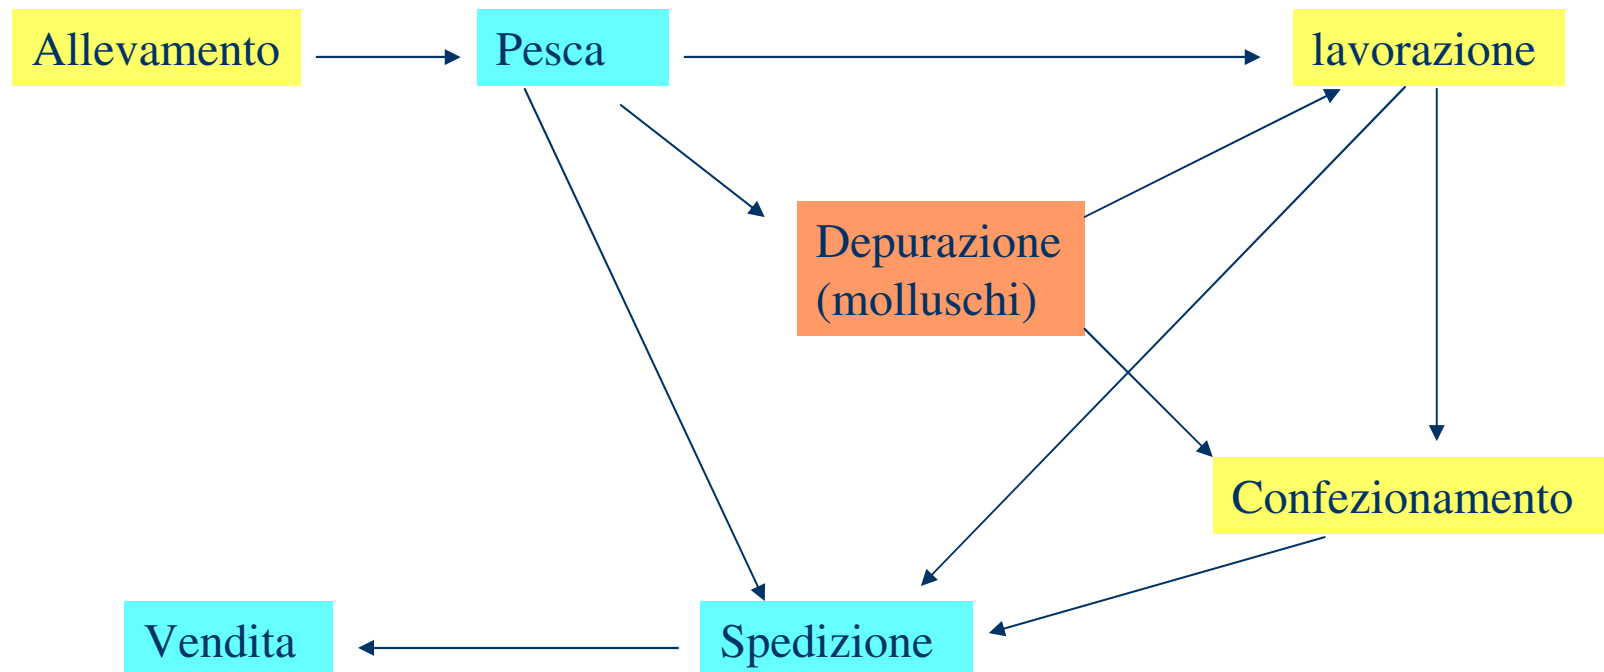 Allevamento
Pesca
lavorazione
Depurazione
(molluschi)
Confezionamento
Vendita
Spedizione